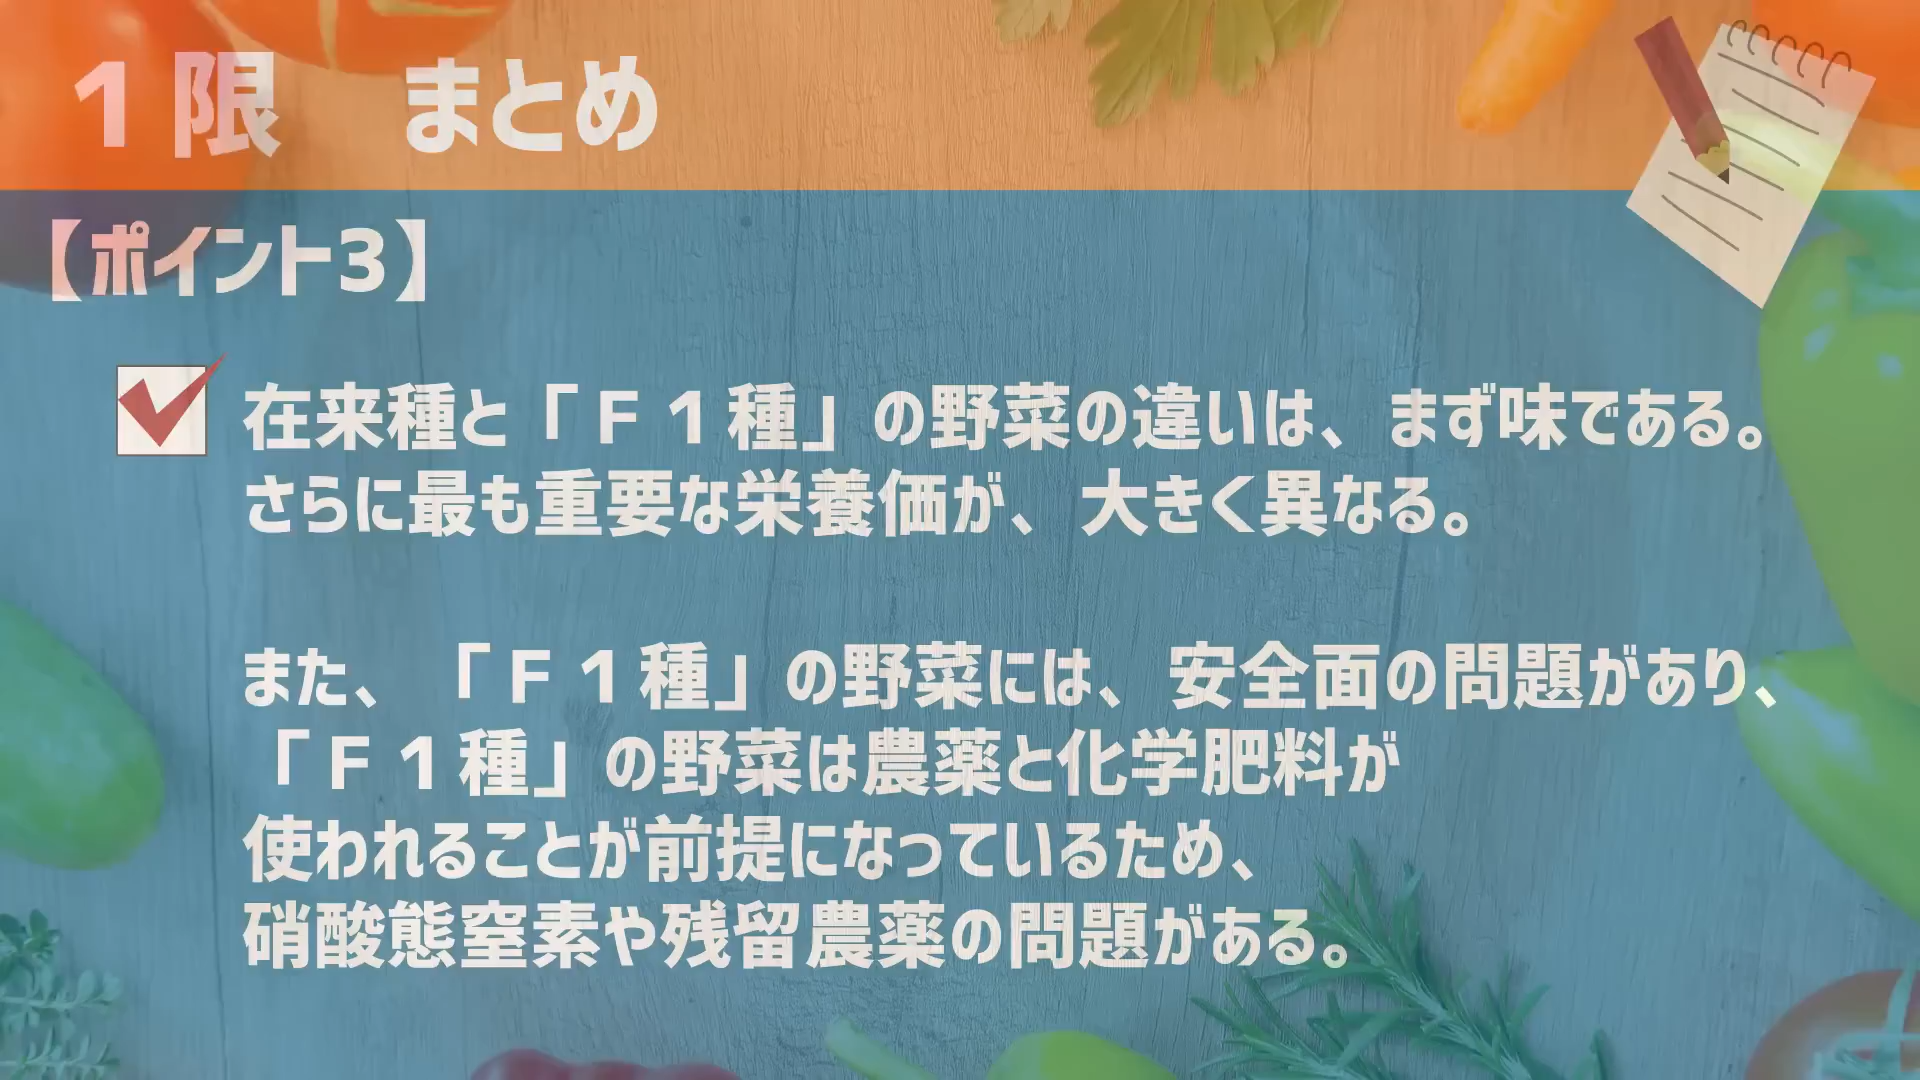 １限　まとめ
【ポイント3】
在来種と「Ｆ１種」の野菜の違いは、まず味である。
さらに最も重要な栄養価が、大きく異なる。
また、「Ｆ１種」の野菜には、安全面の問題があり、
「Ｆ１種」の野菜は農薬と化学肥料が
使われることが前提になっているため、
硝酸態窒素や残留農薬の問題がある。